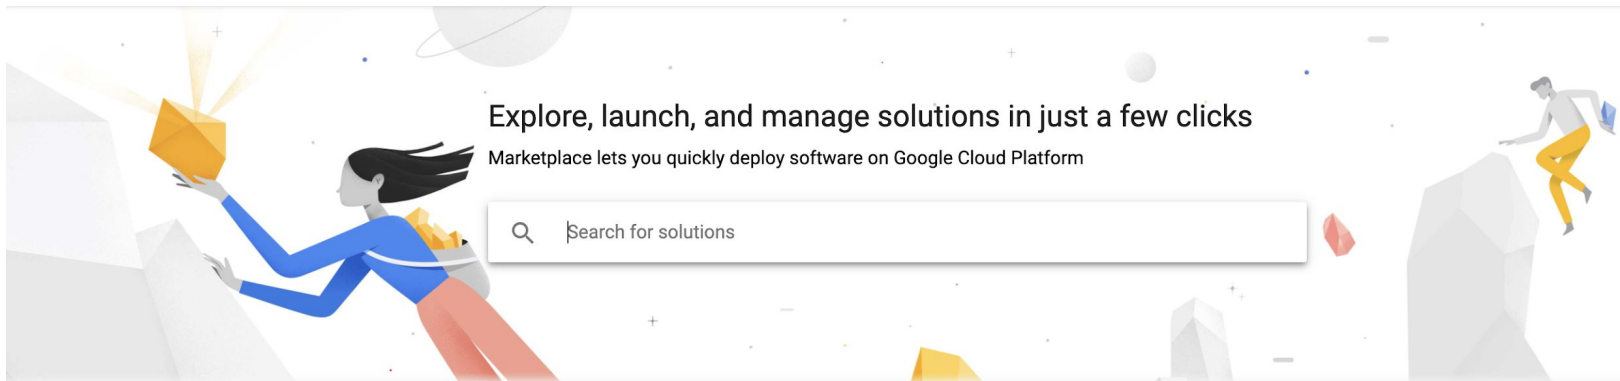 Explore, launch, and manage solutions in just a few clicks
Marketplace lets you quickly deploy software on Google Cloud Platform
Search for solutions